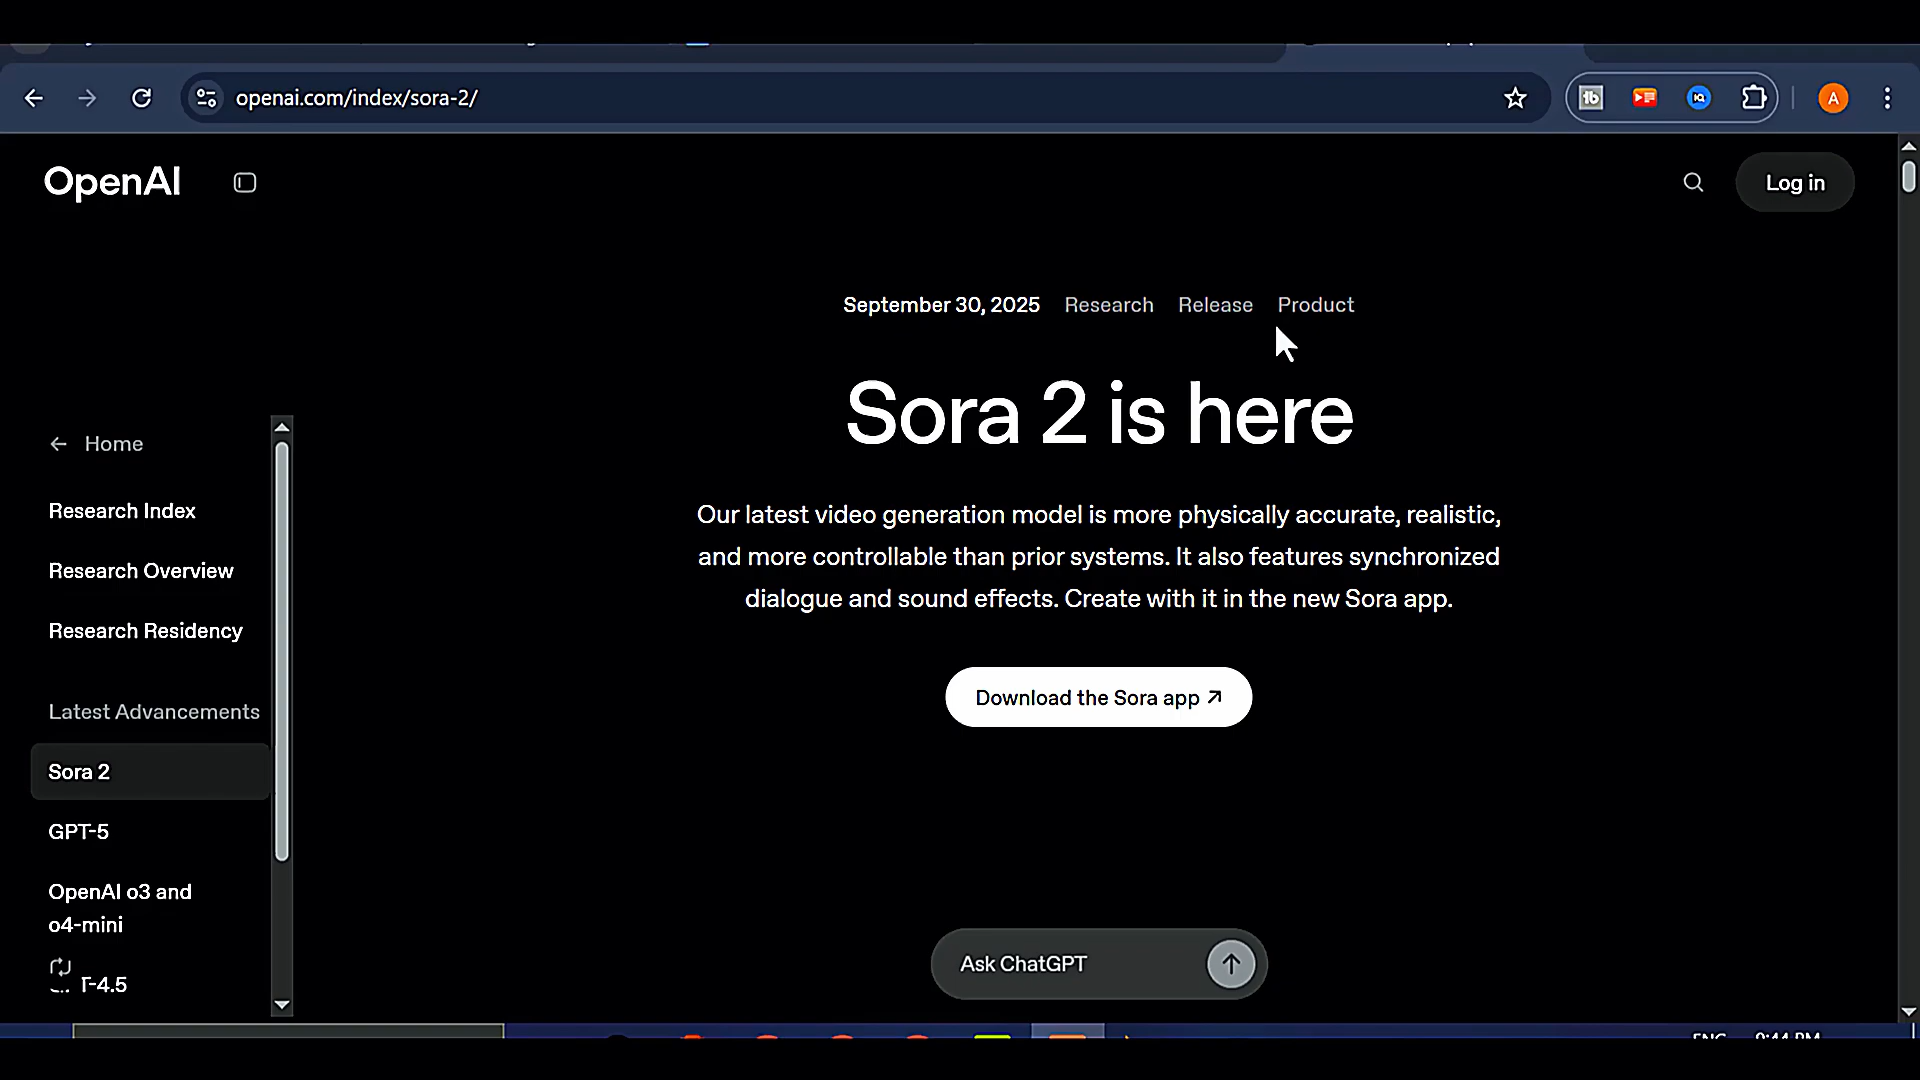 openai.com/index/sora-2/
A
OpenAI
Log in
September 30, 2025 Research Release Product
Sora 2 is here
Our latest video generation model is more physically accurate, realistic,
and more controllable than prior systems. It also features synchronized
dialogue and sound effects. Create with it in the new Sora app.
Download the Sora app ↗
← Home
Research Index
Research Overview
Research Residency
Latest Advancements
Sora 2
GPT-5
OpenAI o3 and
o4-mini
T-4.5
Ask ChatGPT